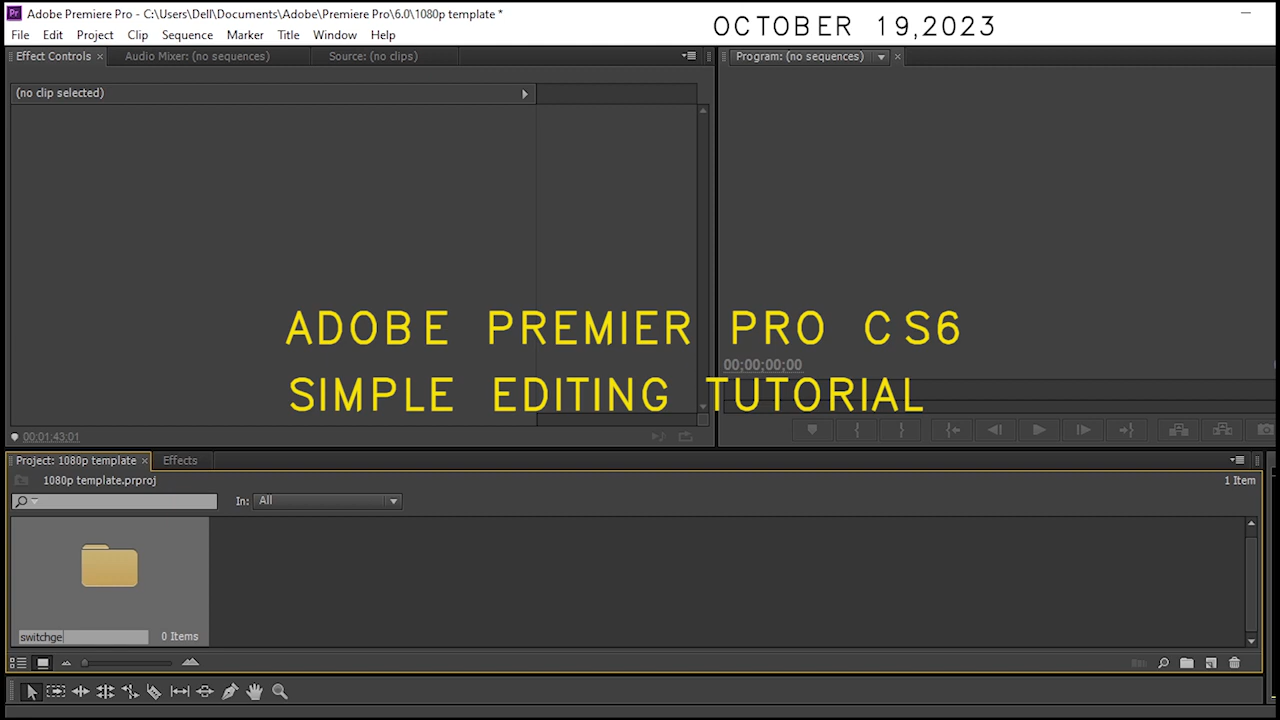 Adobe Premiere Pro - C:\Users\Dell\Documents\Adobe\Premiere Pro\6.0\1080p template *
OCTOBER 19,2023
File Edit Project Clip Sequence Marker Title Window Help
Effect Controls Audio Mixer: (no sequences) Source: (no clips) Program: (no sequences)
(no clip selected)
ADOBE PREMIER PRO CS6
00;00;00;00
SIMPLE EDITING TUTORIAL
00;01;43;01
Project: 1080p template Effects
1080p template.prproj 1 Item
In: All
switchge 0 Items